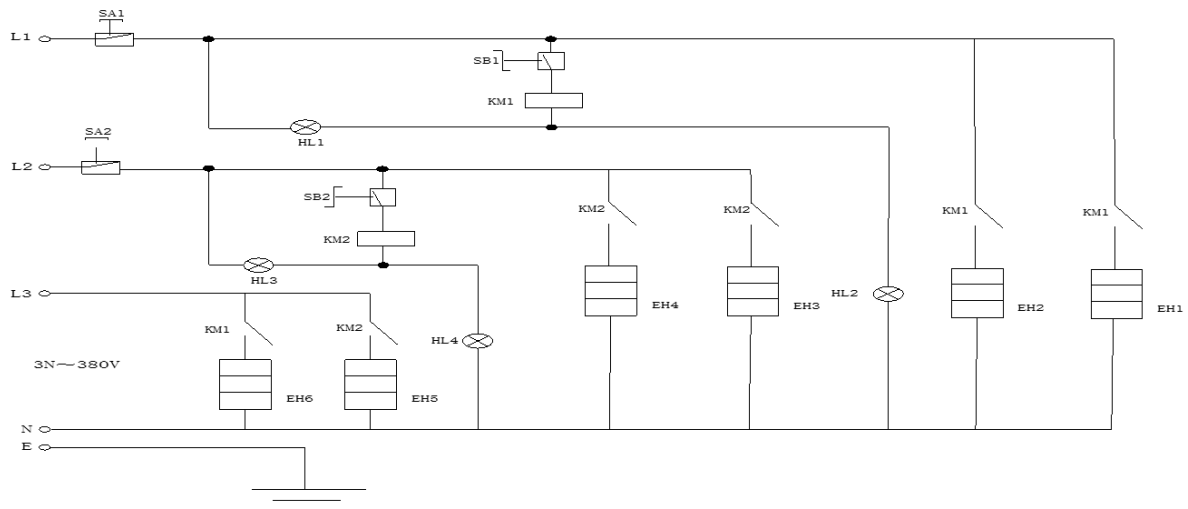 SA1
L1
SB1
KM1
SA2
HL1
L2
SB2
KM2
KM2
KM2
KM1
KM1
HL3
L3
HL2
EH4
EH3
EH2
EH1
KM1
KM2
HL4
3N～380V
EH6
EH5
N
E